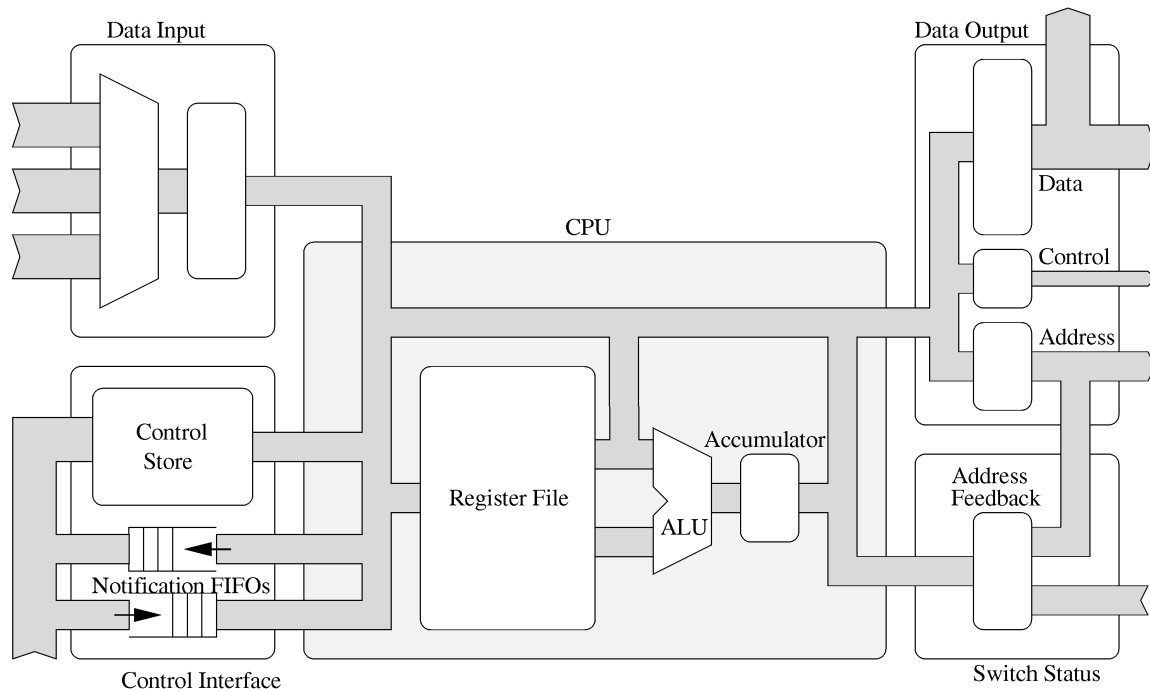 Data Input
Data Output
Data
CPU
Control
Address
Control
Store
Accumulator
Register File
ALU
Address
Feedback
Notification FIFOs
Control Interface
Switch Status